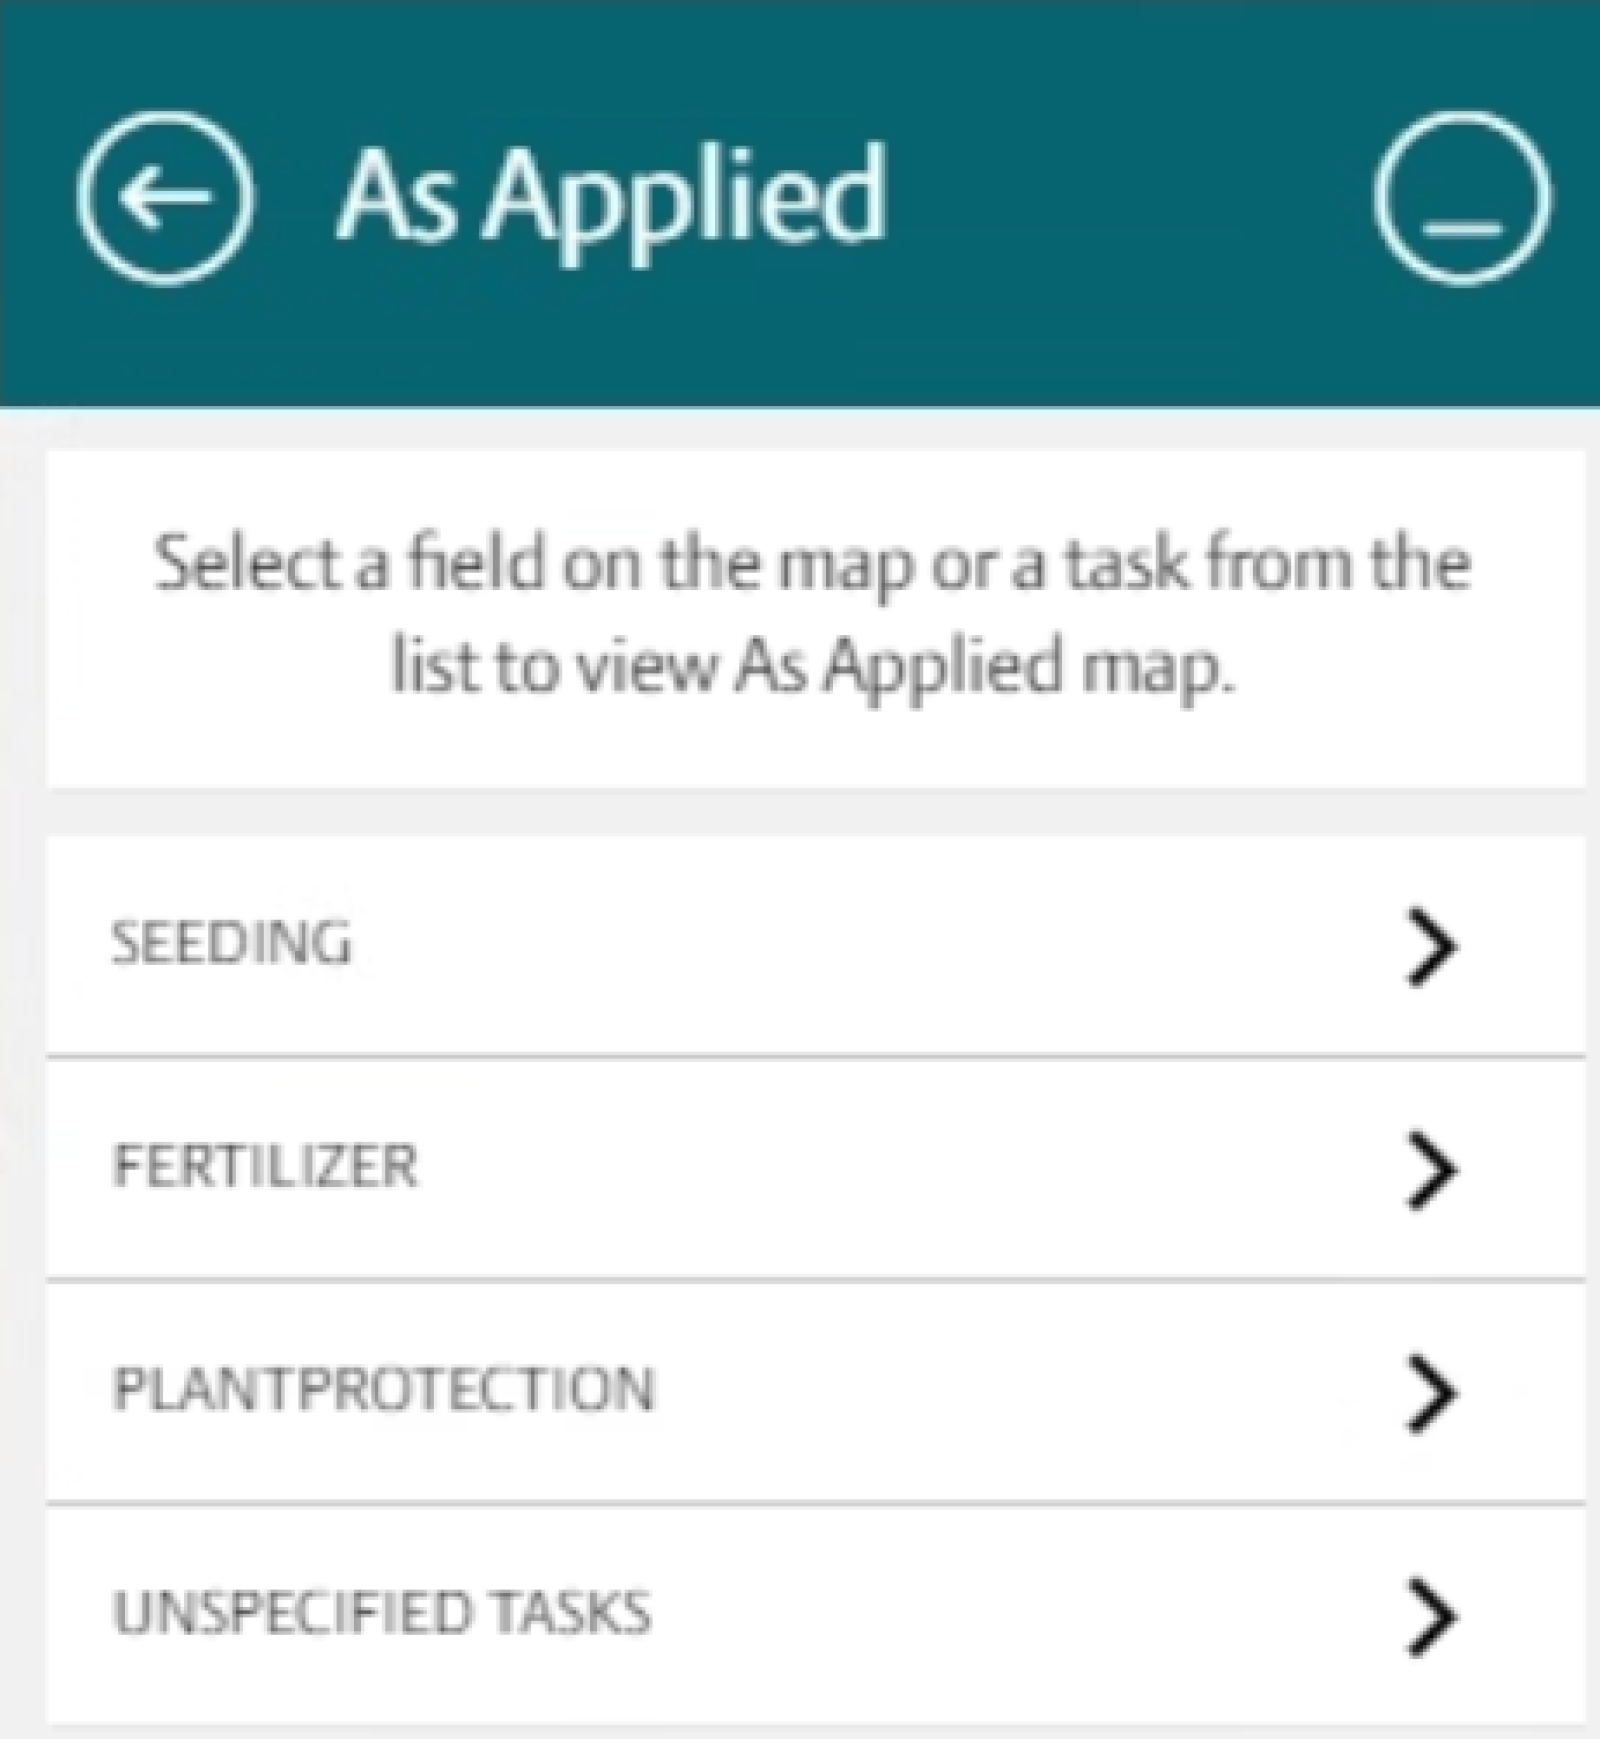 As Applied
Select a field on the map or a task from the
list to view As Applied map.
SEEDING
FERTILIZER
PLANTPROTECTION
UNSPECIFIED TASKS